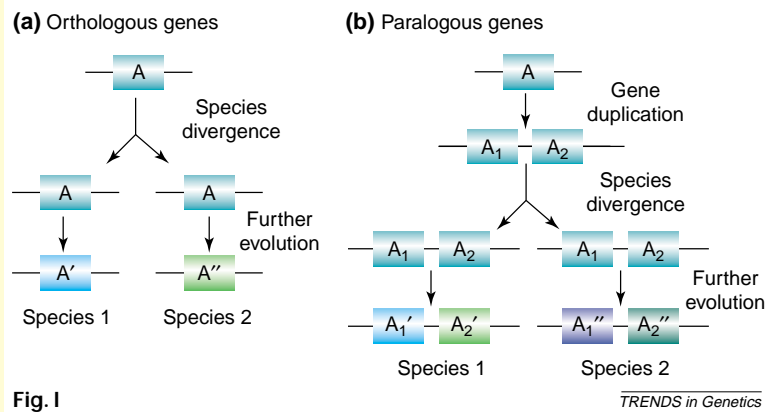 (a) Orthologous genes
A
Species
divergence
A A
Further
evolution
A′ A″
Species 1 Species 2
(b) Paralogous genes
A
Gene
duplication
A₁ A₂
Species
divergence
A₁ A₂ A₁ A₂
Further
evolution
A₁′ A₂′ A₁″ A₂″
Species 1 Species 2
Fig. I
TRENDS in Genetics